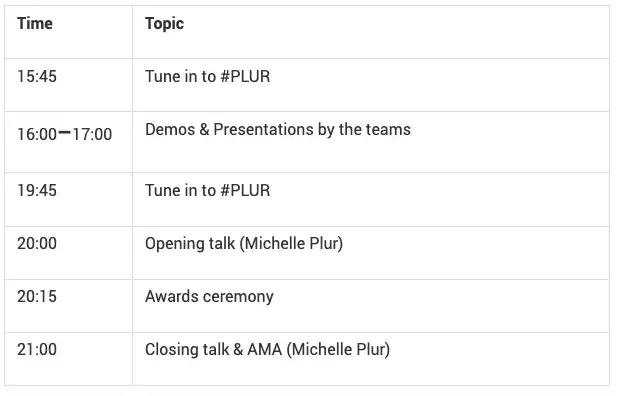 Time Topic
15:45 Tune in to #PLUR
16:00–17:00 Demos & Presentations by the teams
19:45 Tune in to #PLUR
20:00 Opening talk (Michelle Plur)
20:15 Awards ceremony
21:00 Closing talk & AMA (Michelle Plur)